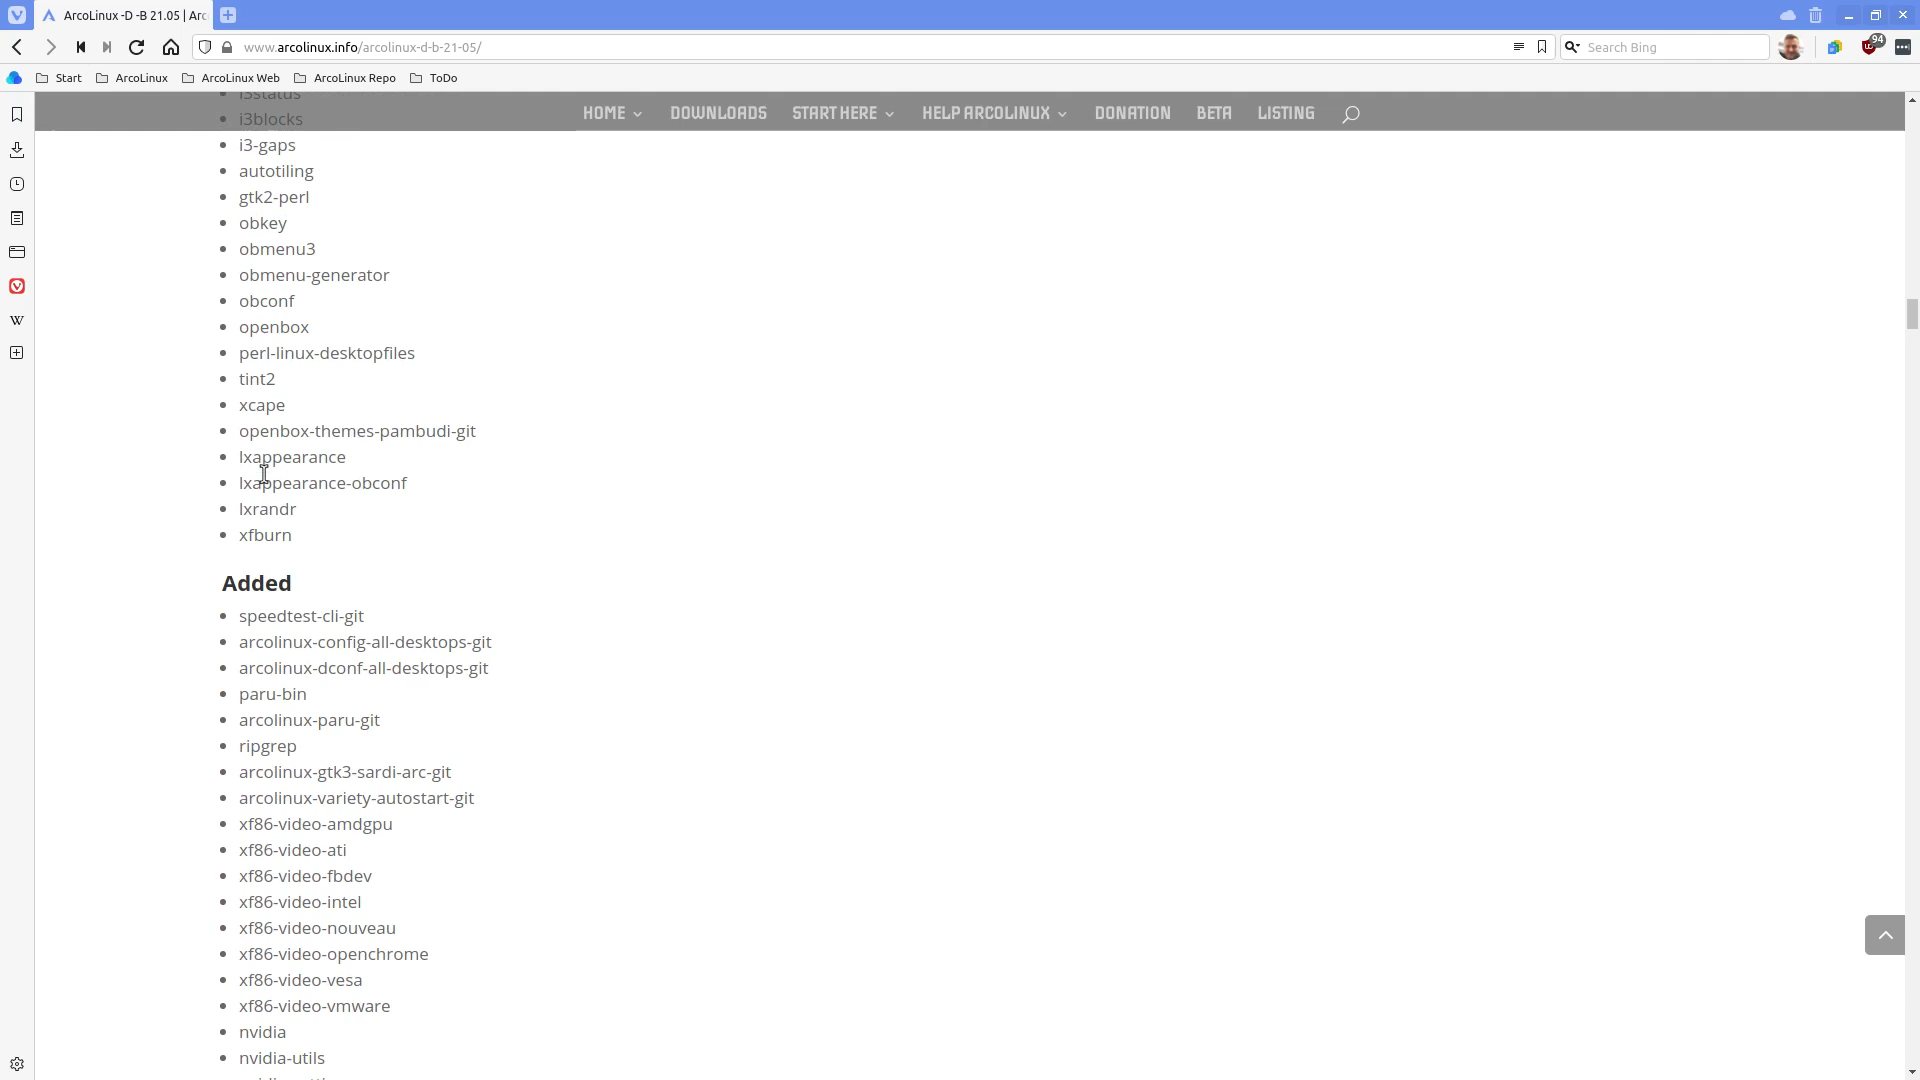 ArcoLinux -D -B 21.05 | Arc
www.arcolinux.info/arcolinux-d-b-21-05/
Search Bing
94
Start
ArcoLinux
ArcoLinux Web
ArcoLinux Repo
ToDo
HOME
DOWNLOADS
START HERE
HELP ARCOLINUX
DONATION
BETA
LISTING
i3status
i3blocks
i3-gaps
autotiling
gtk2-perl
obkey
obmenu3
obmenu-generator
obconf
openbox
perl-linux-desktopfiles
tint2
xcape
openbox-themes-pambudi-git
lxappearance
lxappearance-obconf
lxrandr
xfburn
Added
speedtest-cli-git
arcolinux-config-all-desktops-git
arcolinux-dconf-all-desktops-git
paru-bin
arcolinux-paru-git
ripgrep
arcolinux-gtk3-sardi-arc-git
arcolinux-variety-autostart-git
xf86-video-amdgpu
xf86-video-ati
xf86-video-fbdev
xf86-video-intel
xf86-video-nouveau
xf86-video-openchrome
xf86-video-vesa
xf86-video-vmware
nvidia
nvidia-utils